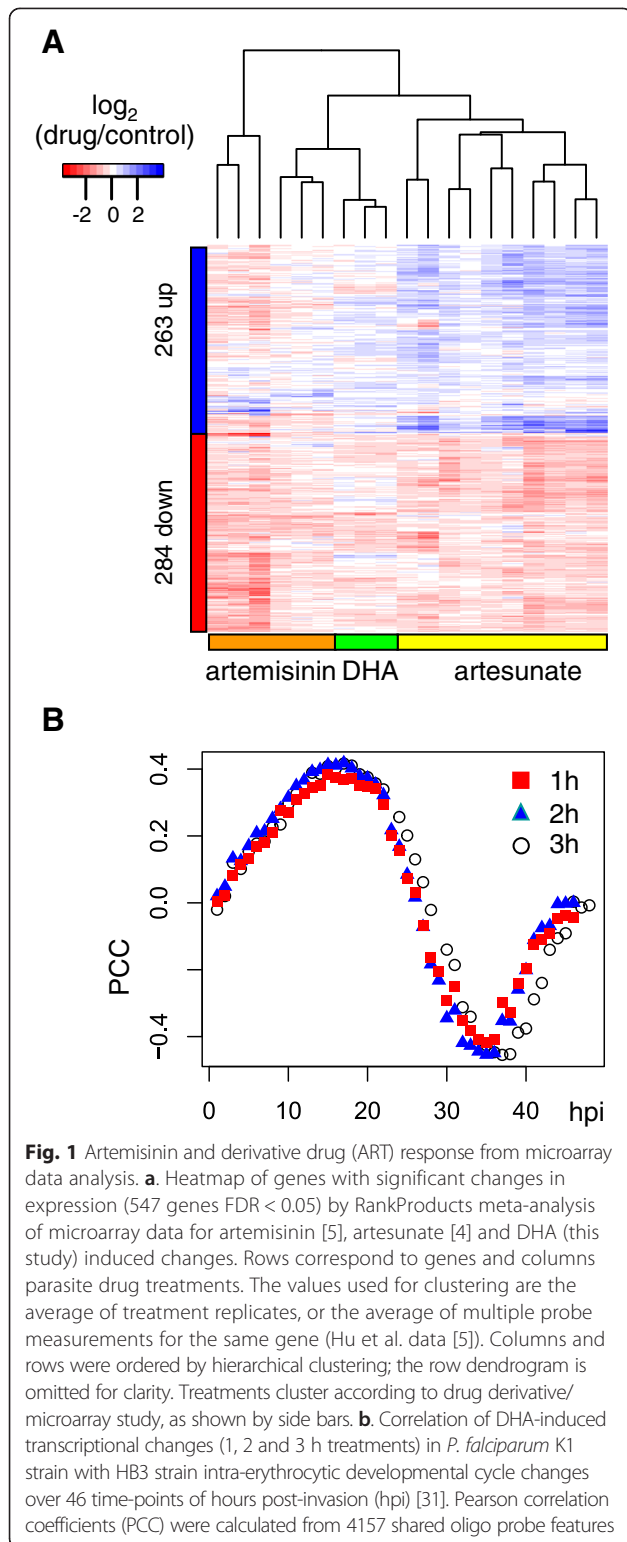 A
log2
(drug/control)
-2 0 2
263 up
284 down
artemisinin DHA artesunate
B
PCC
0.4
0.2
0.0
−0.4
1h
2h
3h
0 10 20 30 40 hpi
Fig. 1 Artemisinin and derivative drug (ART) response from microarray
data analysis. a. Heatmap of genes with significant changes in
expression (547 genes FDR < 0.05) by RankProducts meta-analysis
of microarray data for artemisinin [5], artesunate [4] and DHA (this
study) induced changes. Rows correspond to genes and columns
parasite drug treatments. The values used for clustering are the
average of treatment replicates, or the average of multiple probe
measurements for the same gene (Hu et al. data [5]). Columns and
rows were ordered by hierarchical clustering; the row dendrogram is
omitted for clarity. Treatments cluster according to drug derivative/
microarray study, as shown by side bars. b. Correlation of DHA-induced
transcriptional changes (1, 2 and 3 h treatments) in P. falciparum K1
strain with HB3 strain intra-erythrocytic developmental cycle changes
over 46 time-points of hours post-invasion (hpi) [31]. Pearson correlation
coefficients (PCC) were calculated from 4157 shared oligo probe features